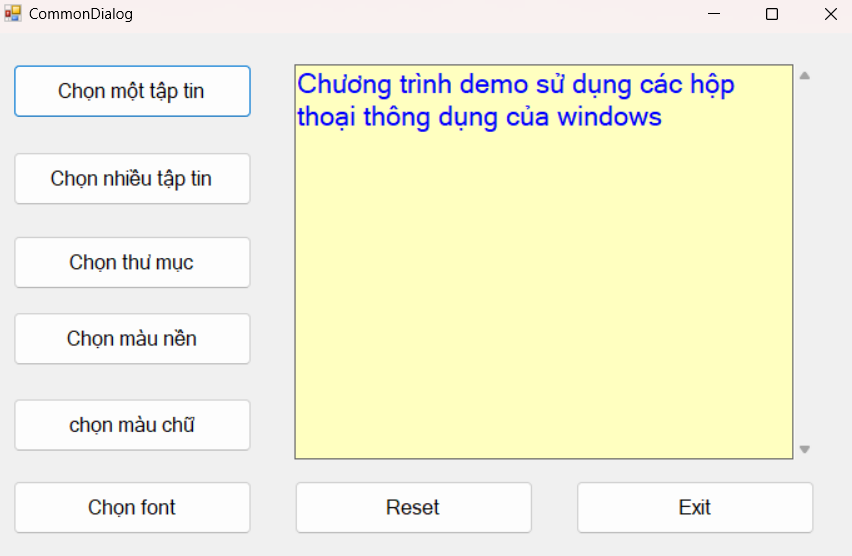 CommonDialog
Chọn một tập tin
Chương trình demo sử dụng các hộp
thoại thông dụng của windows
Chọn nhiều tập tin
Chọn thư mục
Chọn màu nền
chọn màu chữ
Chọn font
Reset
Exit